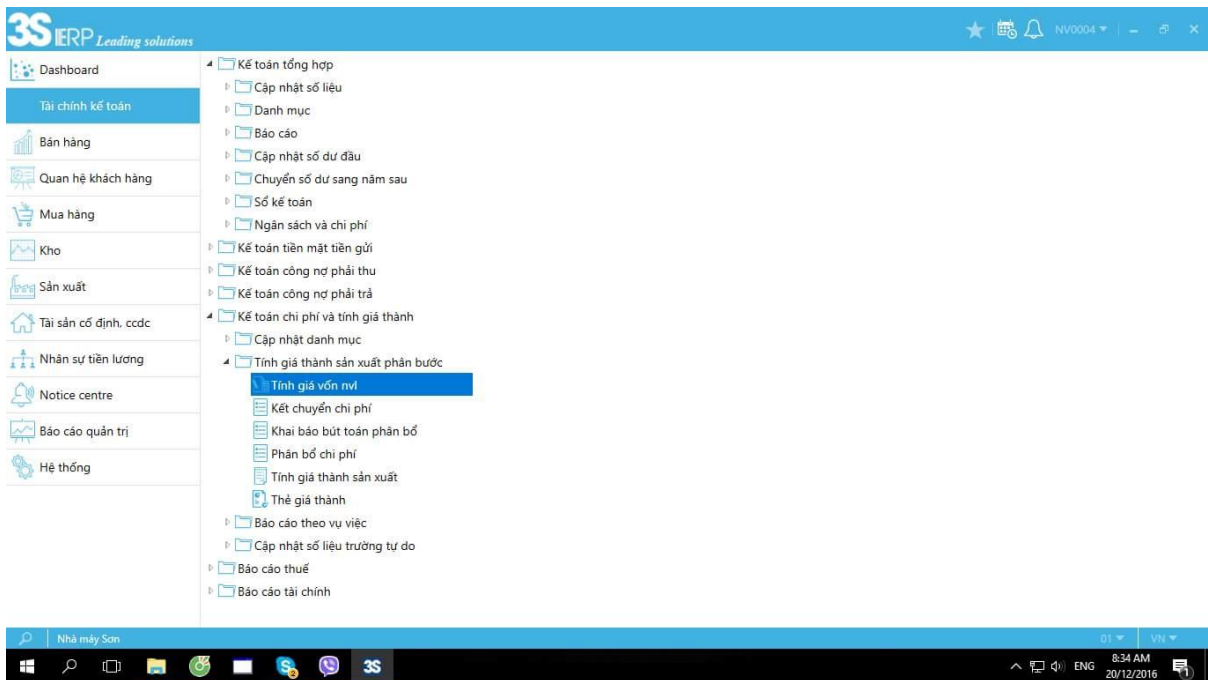 3S iERP Leading solutions
NV0004
Dashboard
Tài chính kế toán
Bán hàng
Quan hệ khách hàng
Mua hàng
Kho
Sản xuất
Tài sản cố định, ccdc
Nhân sự tiền lương
Notice centre
Báo cáo quản trị
Hệ thống
Kế toán tổng hợp
Cập nhật số liệu
Danh mục
Báo cáo
Cập nhật số dư đầu
Chuyển số dư sang năm sau
Sổ kế toán
Ngân sách và chi phí
Kế toán tiền mặt tiền gửi
Kế toán công nợ phải thu
Kế toán công nợ phải trả
Kế toán chi phí và tính giá thành
Cập nhật danh mục
Tính giá thành sản xuất phân bước
Tính giá vốn nvl
Kết chuyển chi phí
Khai báo bút toán phân bổ
Phân bổ chi phí
Tính giá thành sản xuất
Thẻ giá thành
Báo cáo theo vụ việc
Cập nhật số liệu trường tự do
Báo cáo thuế
Báo cáo tài chính
Nhà máy Sơn
01 VN
3S
ENG
8:34 AM
20/12/2016